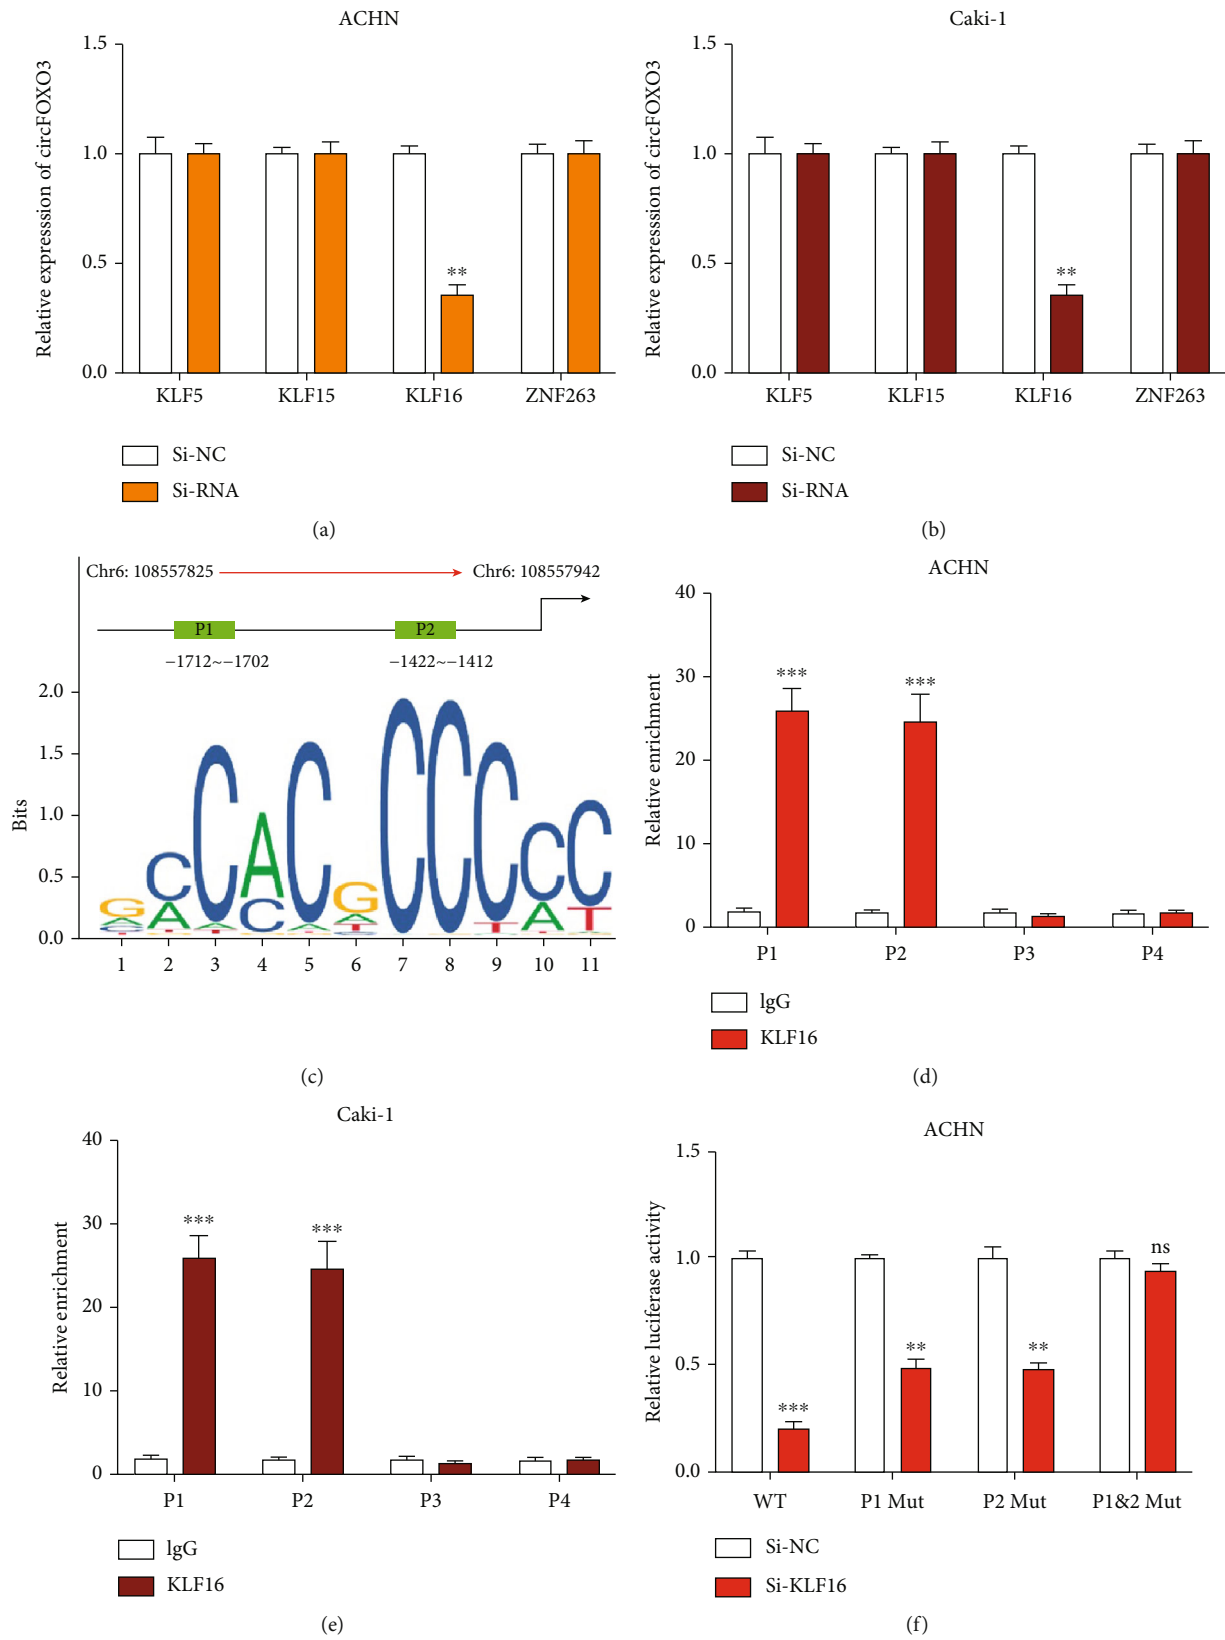 ACHN
Relative expresssion of circFOXO3
1.5
1.0
0.5
0.0
**
KLF5 KLF15 KLF16 ZNF263
Si-NC
Si-RNA
(a)
Caki-1
Relative expresssion of circFOXO3
1.5
1.0
0.5
0.0
**
KLF5 KLF15 KLF16 ZNF263
Si-NC
Si-RNA
(b)
Chr6: 108557825 Chr6: 108557942
P1 P2
−1712~−1702 −1422~−1412
Bits
2.0
1.5
1.0
0.5
0.0
1 2 3 4 5 6 7 8 9 10 11
(c)
ACHN
Relative enrichment
40
30
20
10
0
*** ***
P1 P2 P3 P4
lgG
KLF16
(d)
Caki-1
Relative enrichment
40
30
20
10
0
*** ***
P1 P2 P3 P4
lgG
KLF16
(e)
ACHN
Relative luciferase activity
1.5
1.0
0.5
0.0
*** ** ** ns
WT P1 Mut P2 Mut P1&2 Mut
Si-NC
Si-KLF16
(f)